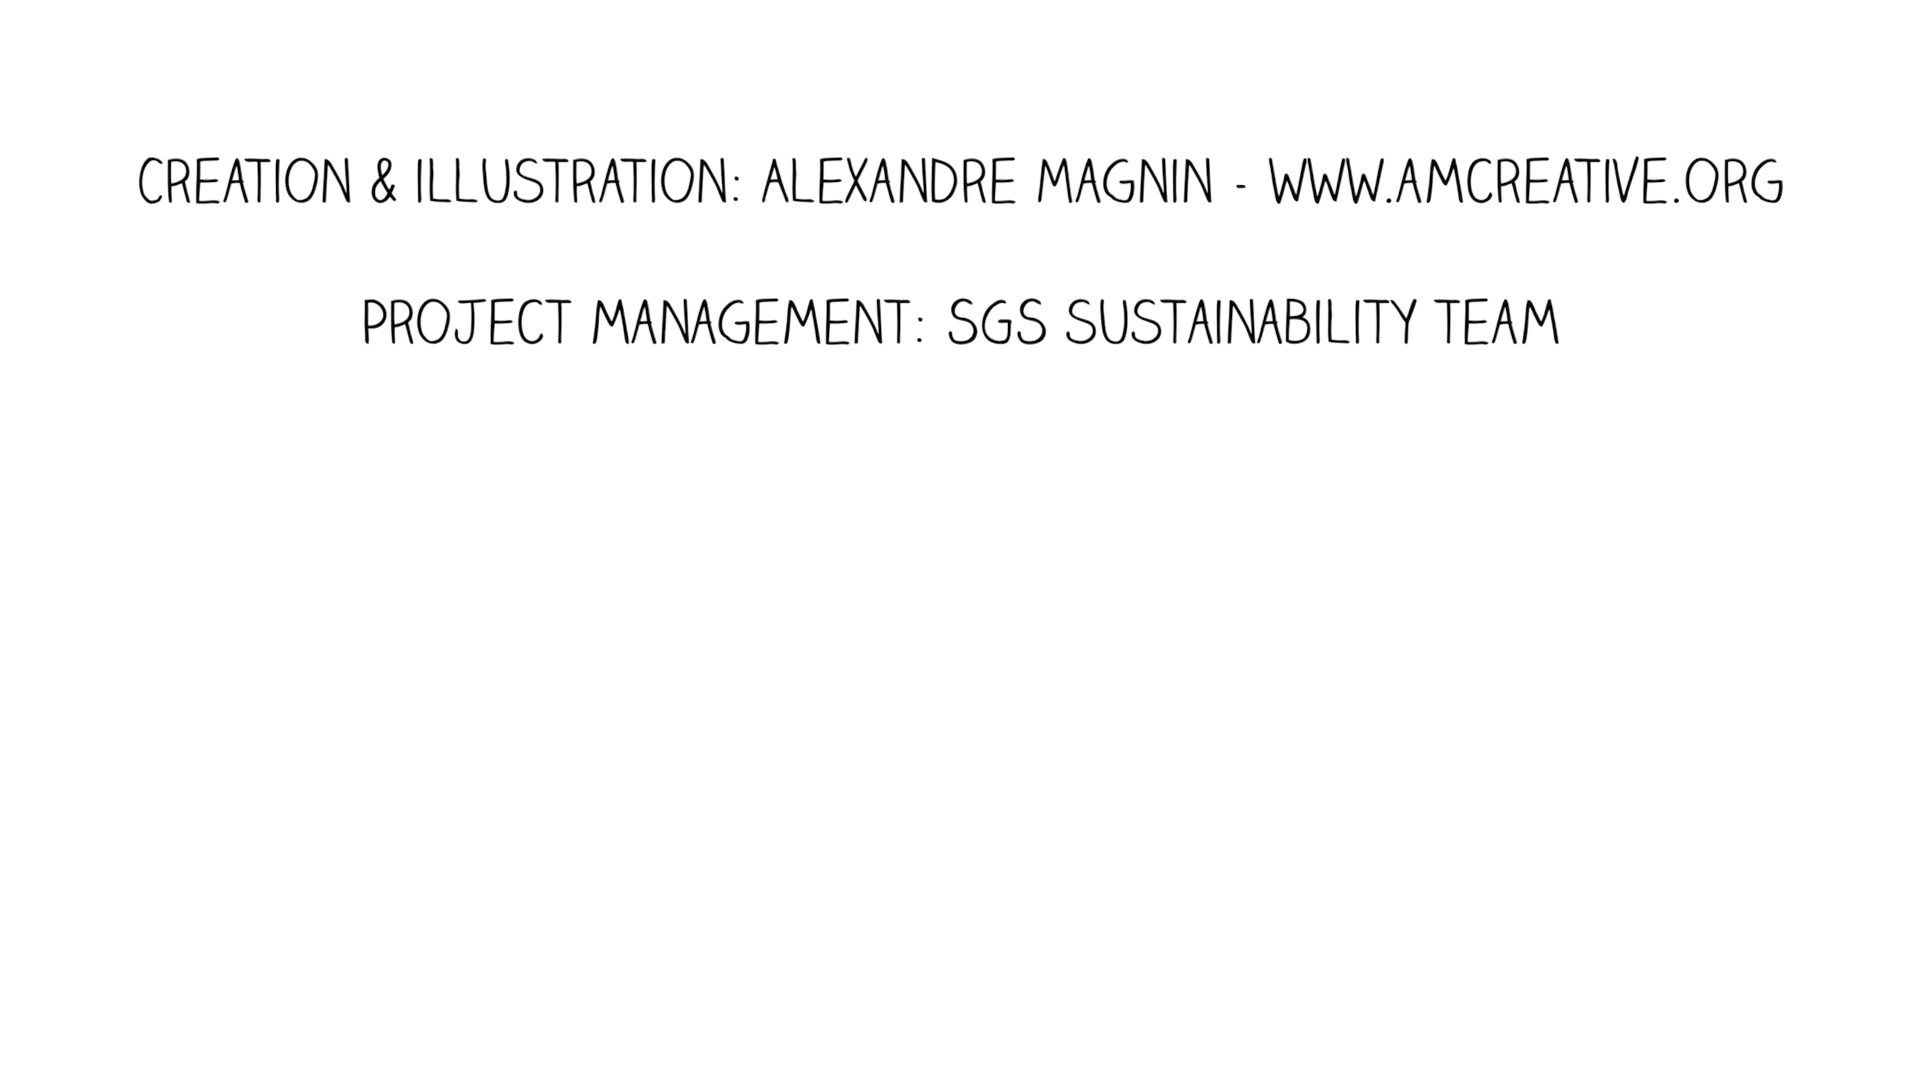 CREATION & ILLUSTRATION: ALEXANDRE MAGNIN - WWW.AMCREATIVE.ORG
PROJECT MANAGEMENT: SGS SUSTAINABILITY TEAM